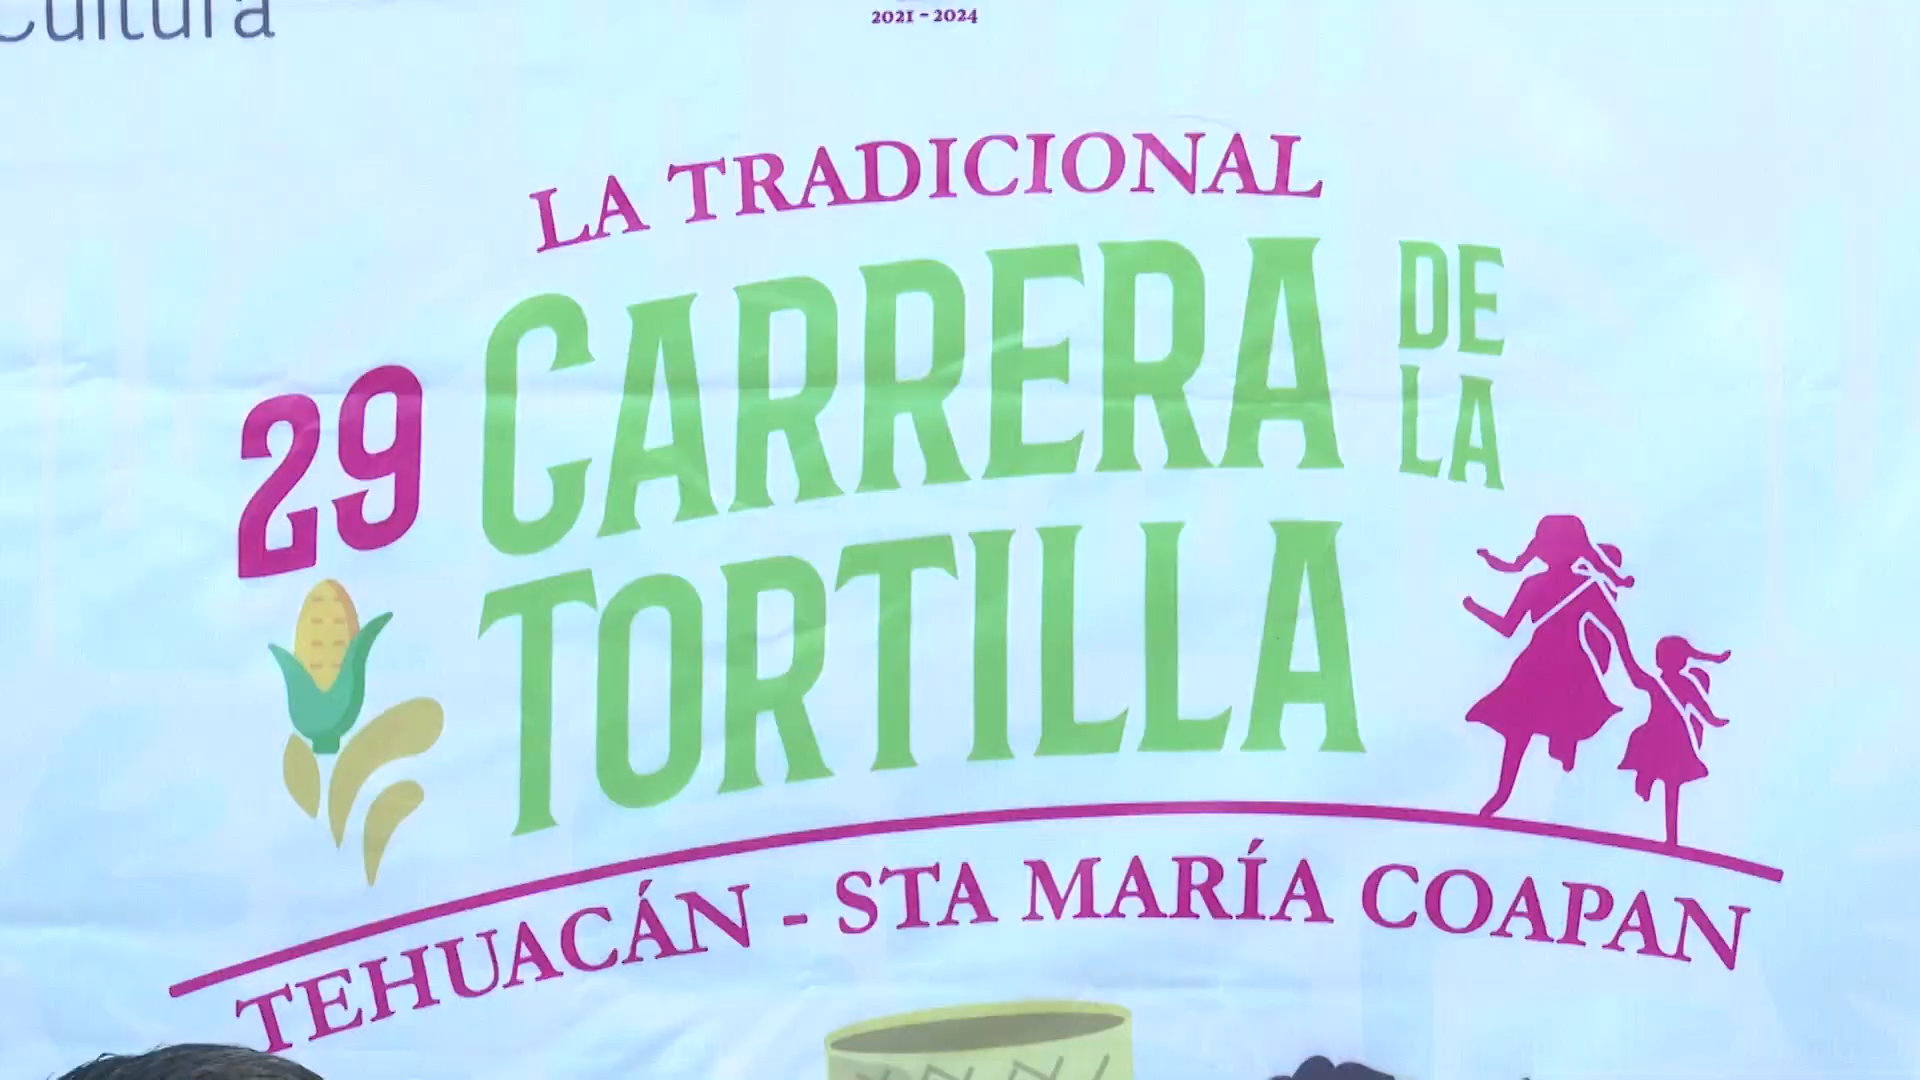 Cultura
2021 - 2024
LA TRADICIONAL
29 CARRERA DE LA
TORTILLA
TEHUACÁN - STA MARÍA COAPAN